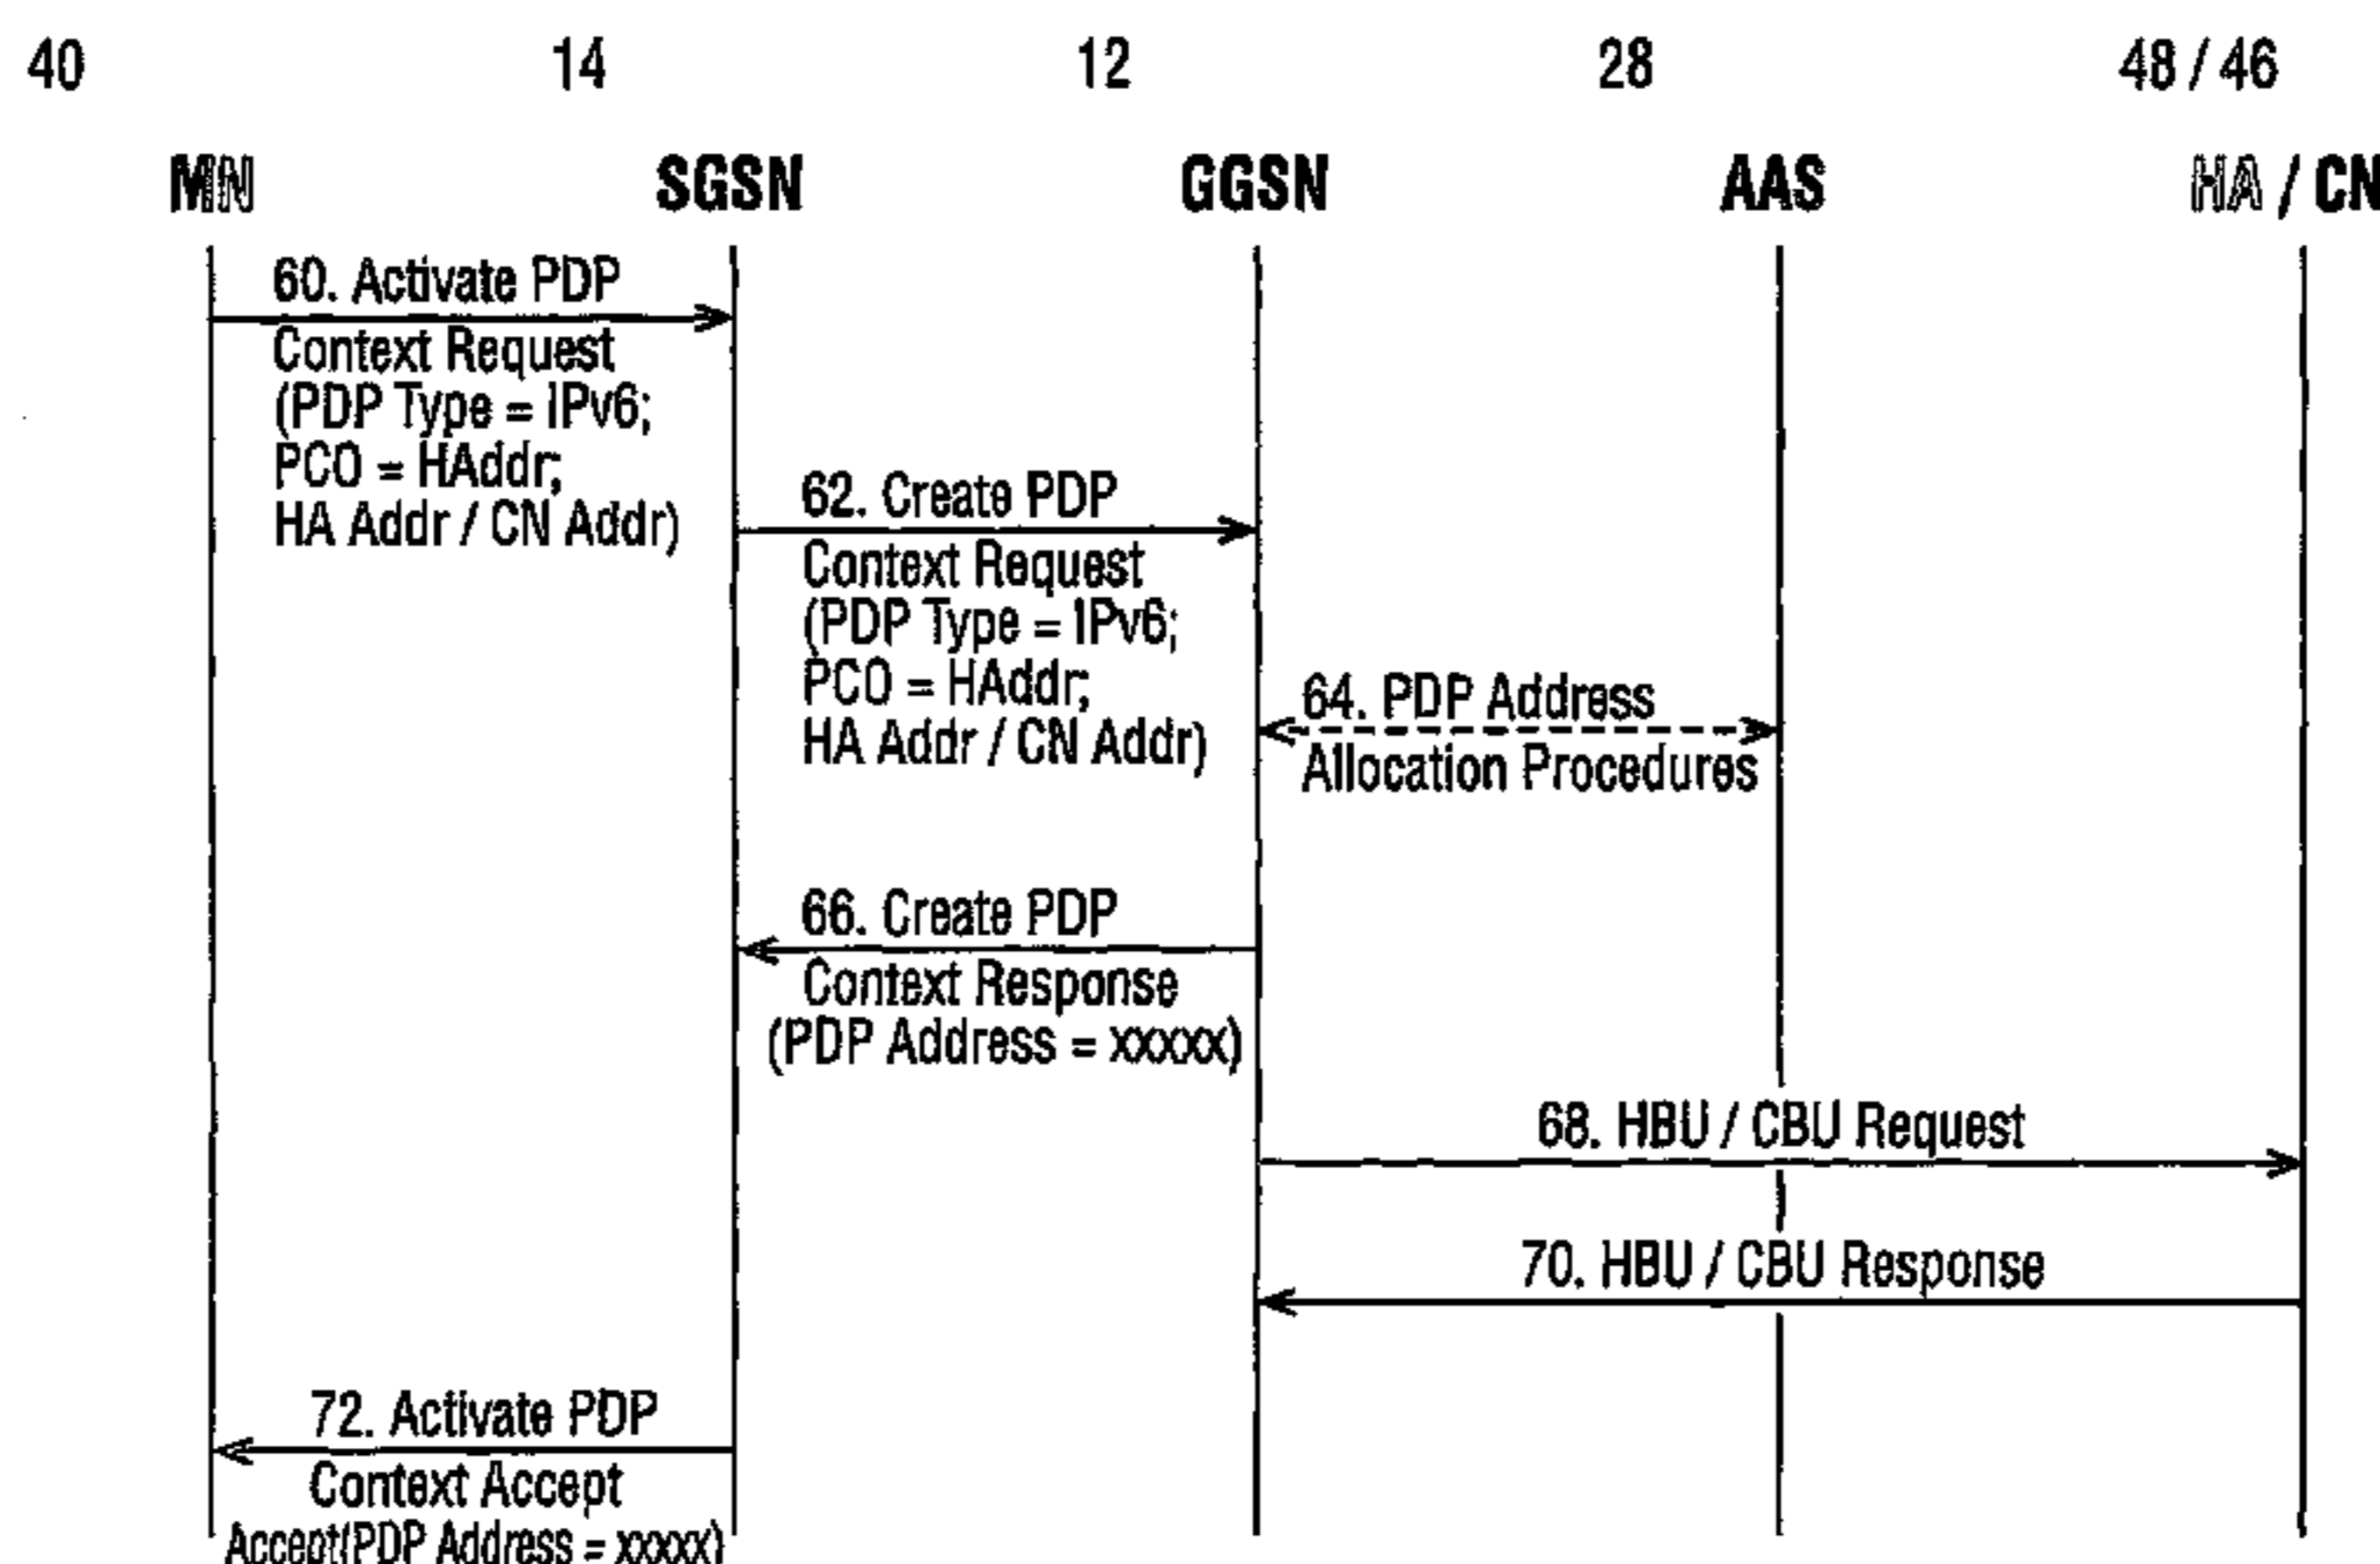 40 14 12 28 48 / 46
MN SGSN GGSN AAS HA / CN
60. Activate PDP
Context Request
(PDP Type = IPv6;
PCO = HAddr;
HA Addr / CN Addr)
62. Create PDP
Context Request
(PDP Type = IPv6;
PCO = HAddr;
HA Addr / CN Addr)
64. PDP Address
Allocation Procedures
66. Create PDP
Context Response
(PDP Address = xxxxx)
68. HBU / CBU Request
70. HBU / CBU Response
72. Activate PDP
Context Accept
Accept(PDP Address = xxxxx)